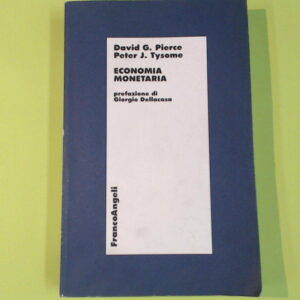 David G. Pierce
Peter J. Tysome
ECONOMIA
MONETARIA
prefazione di
Giorgio Dellacasa
FrancoAngeli